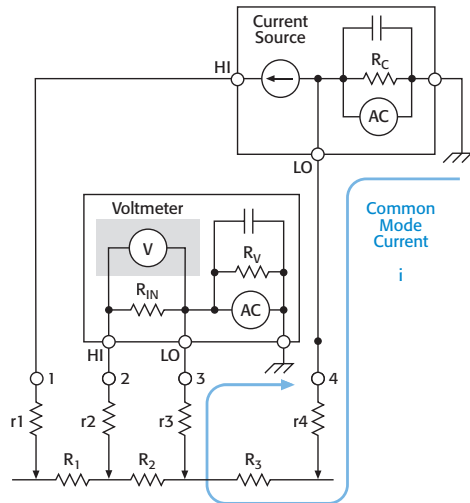 Current
Source
HI
R_C
AC
LO
Voltmeter
V
R_IN
R_V
AC
HI
LO
Common
Mode
Current
i
1
2
3
4
r1
r2
r3
r4
R_1
R_2
R_3